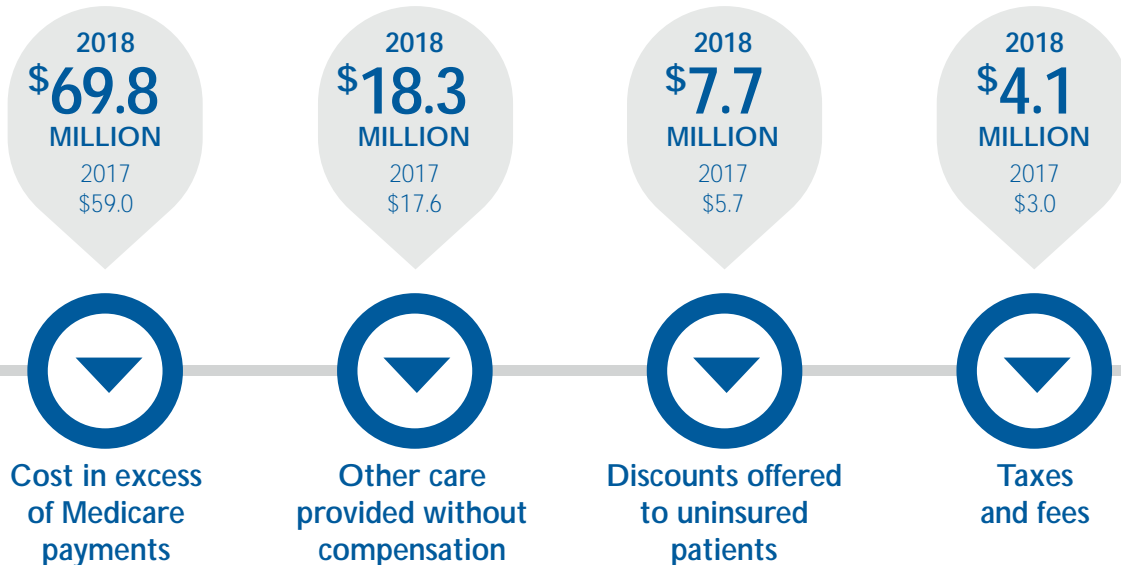 2018
$69.8
MILLION
2017
$59.0
Cost in excess
of Medicare
payments
2018
$18.3
MILLION
2017
$17.6
Other care
provided without
compensation
2018
$7.7
MILLION
2017
$5.7
Discounts offered
to uninsured
patients
2018
$4.1
MILLION
2017
$3.0
Taxes
and fees